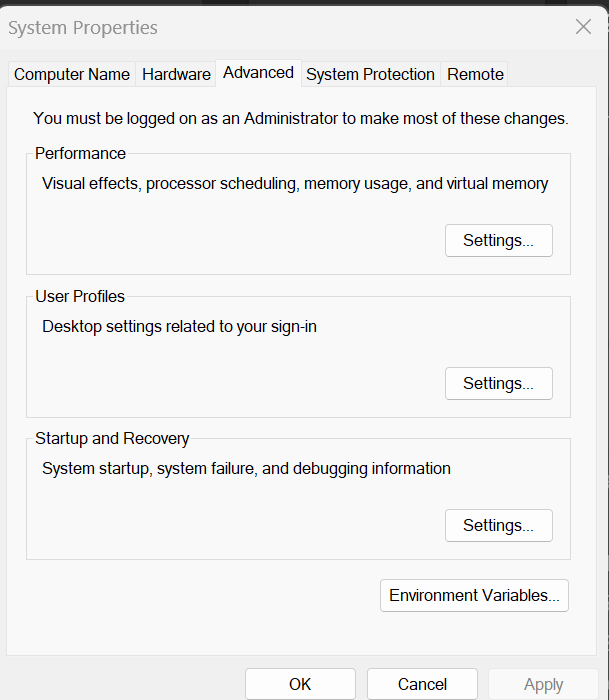 System Properties
Computer Name Hardware Advanced System Protection Remote
You must be logged on as an Administrator to make most of these changes.
Performance
Visual effects, processor scheduling, memory usage, and virtual memory
Settings...
User Profiles
Desktop settings related to your sign-in
Settings...
Startup and Recovery
System startup, system failure, and debugging information
Settings...
Environment Variables...
OK Cancel Apply